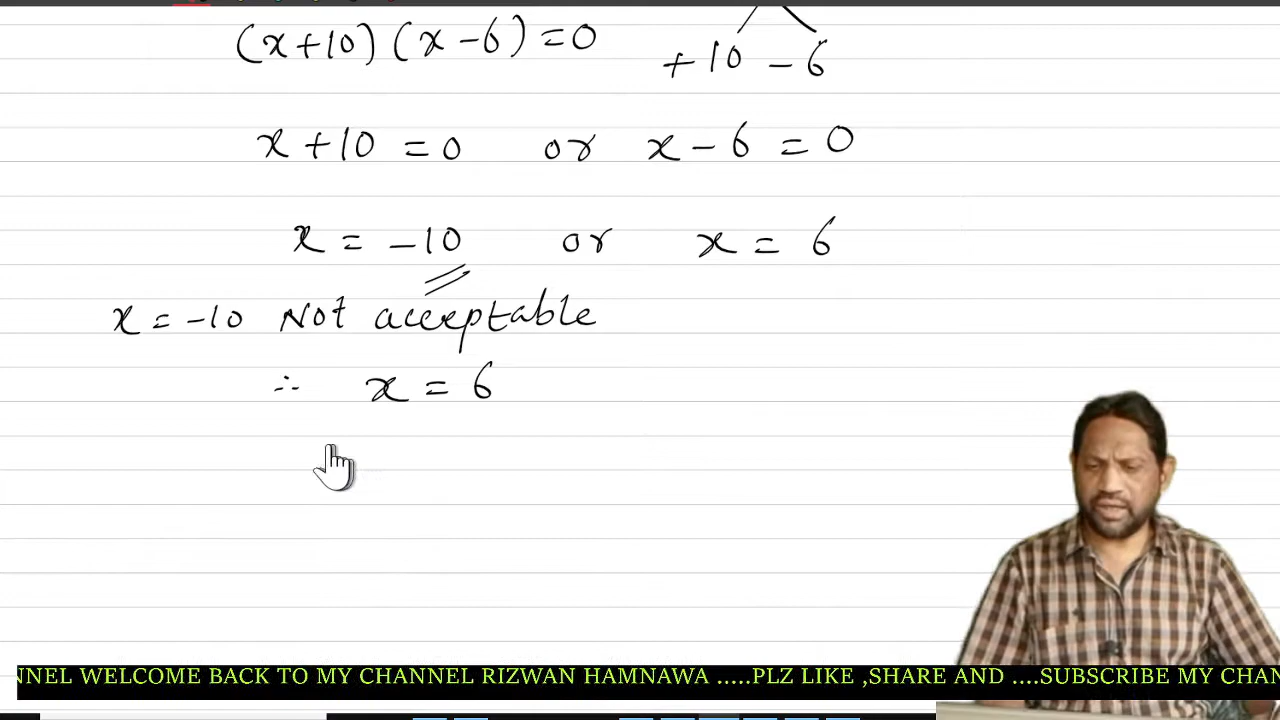 (x+10)(x-6)=0
+10 -6
x+10=0 or x-6=0
x=-10 or x=6
x=-10 Not acceptable
∴ x=6
NNEL WELCOME BACK TO MY CHANNEL RIZWAN HAMNAWA .....PLZ LIKE ,SHARE AND ....SUBSCRIBE MY CHAN